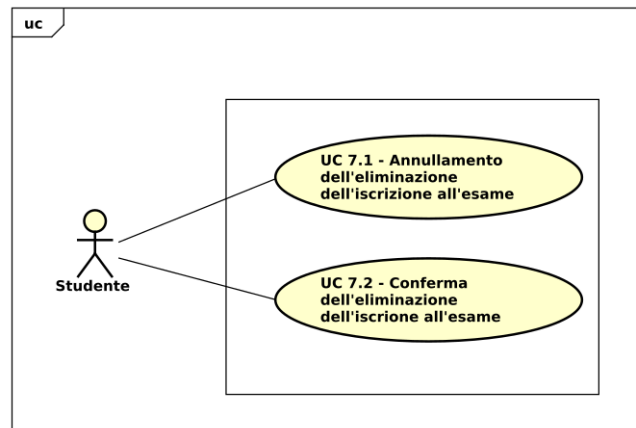 uc
UC 7.1 - Annullamento
dell'eliminazione
dell'iscrizione all'esame
Studente
UC 7.2 - Conferma
dell'eliminazione
dell'iscrione all'esame